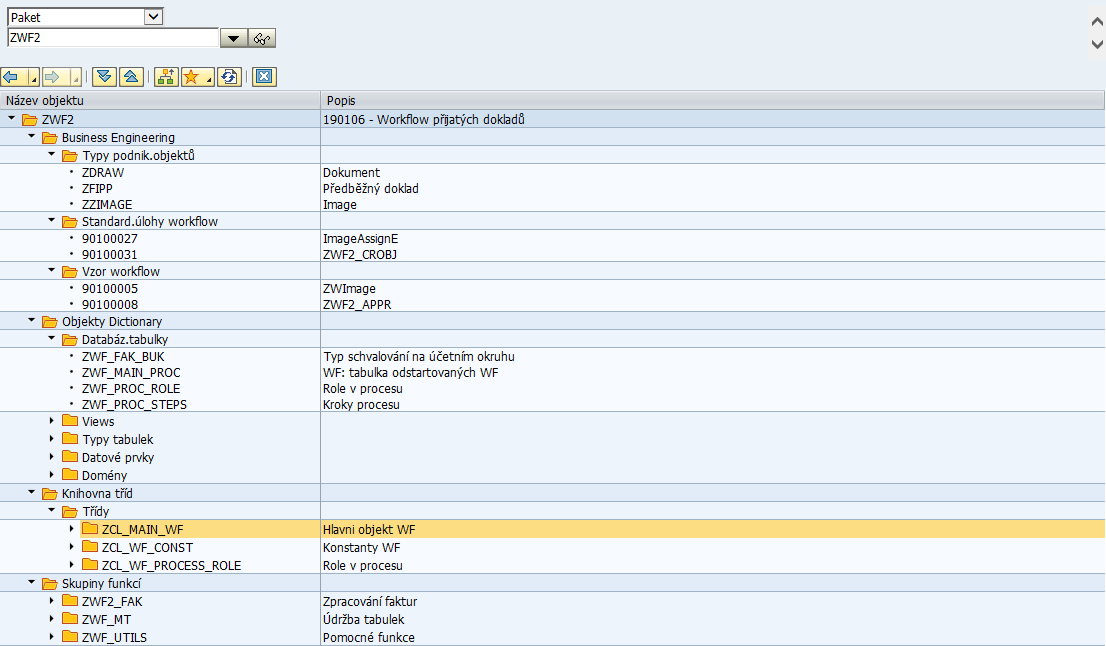 Paket
ZWF2
Název objektu Popis
ZWF2 190106 - Workflow přijatých dokladů
Business Engineering
Typy podnik.objektů
ZDRAW Dokument
ZFIPP Předběžný doklad
ZZIMAGE Image
Standard.úlohy workflow
90100027 ImageAssignE
90100031 ZWF2_CROBJ
Vzor workflow
90100005 ZWImage
90100008 ZWF2_APPR
Objekty Dictionary
Databáz.tabulky
ZWF_FAK_BUK Typ schvalování na účetním okruhu
ZWF_MAIN_PROC WF: tabulka odstartovaných WF
ZWF_PROC_ROLE Role v procesu
ZWF_PROC_STEPS Kroky procesu
Views
Typy tabulek
Datové prvky
Domény
Knihovna tříd
Třídy
ZCL_MAIN_WF Hlavni objekt WF
ZCL_WF_CONST Konstanty WF
ZCL_WF_PROCESS_ROLE Role v procesu
Skupiny funkcí
ZWF2_FAK Zpracování faktur
ZWF_MT Údržba tabulek
ZWF_UTILS Pomocné funkce